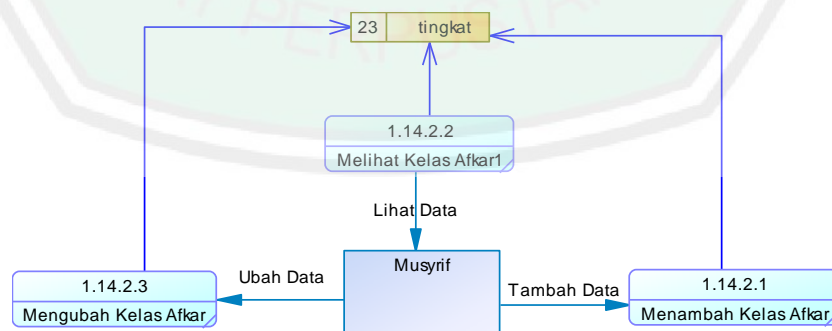 PERPUSTA
23 tingkat
1.14.2.2
Melihat Kelas Afkar1
Lihat Data
Musyrif
1.14.2.3
Mengubah Kelas Afkar
Ubah Data
Tambah Data
1.14.2.1
Menambah Kelas Afkar